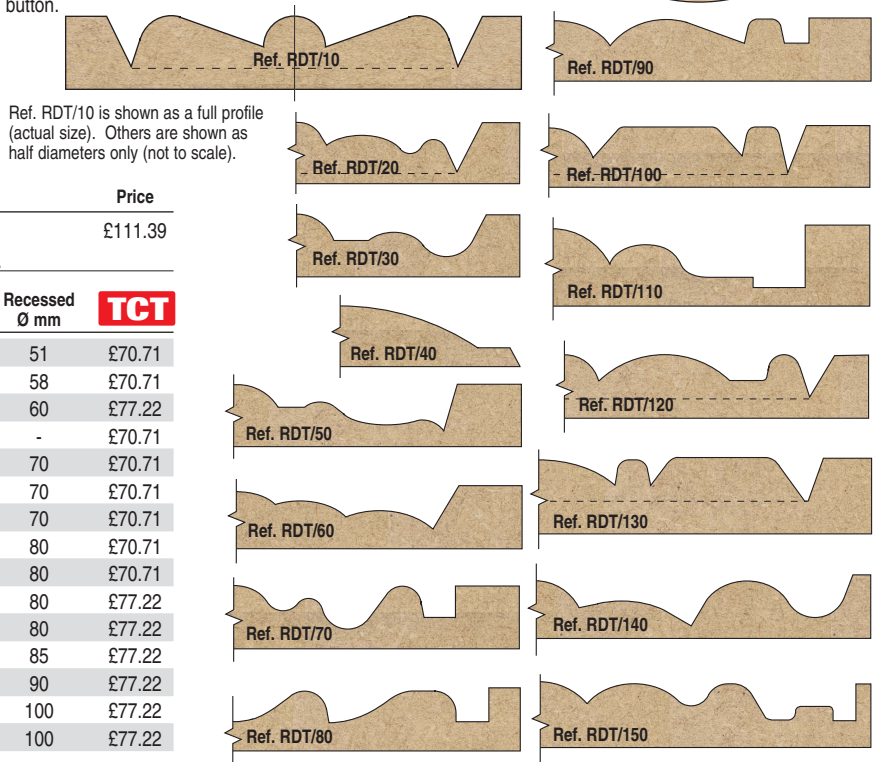 button.
Ref. RDT/10
Ref. RDT/10 is shown as a full profile
(actual size). Others are shown as
half diameters only (not to scale).
Price
£111.39
Recessed
Ø mm
TCT
51 £70.71
58 £70.71
60 £77.22
- £70.71
70 £70.71
70 £70.71
70 £70.71
80 £70.71
80 £70.71
80 £77.22
80 £77.22
85 £77.22
90 £77.22
100 £77.22
100 £77.22
Ref. RDT/20
Ref. RDT/30
Ref. RDT/40
Ref. RDT/50
Ref. RDT/60
Ref. RDT/70
Ref. RDT/80
Ref. RDT/90
Ref. RDT/100
Ref. RDT/110
Ref. RDT/120
Ref. RDT/130
Ref. RDT/140
Ref. RDT/150